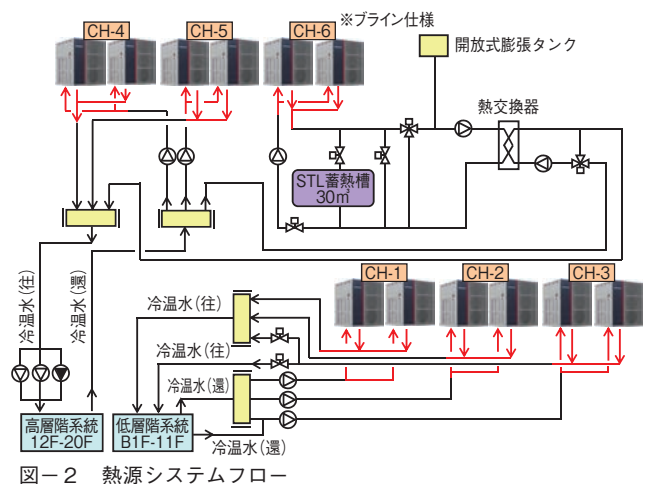 CH-4
CH-5
CH-6
※ブライン仕様
開放式膨張タンク
熱交換器
STL蓄熱槽
30㎥
CH-1
CH-2
CH-3
冷温水(往)
冷温水(還)
冷温水(往)
冷温水(往)
冷温水(還)
冷温水(還)
高層階系統
12F-20F
低層階系統
B1F-11F
図－2　熱源システムフロー